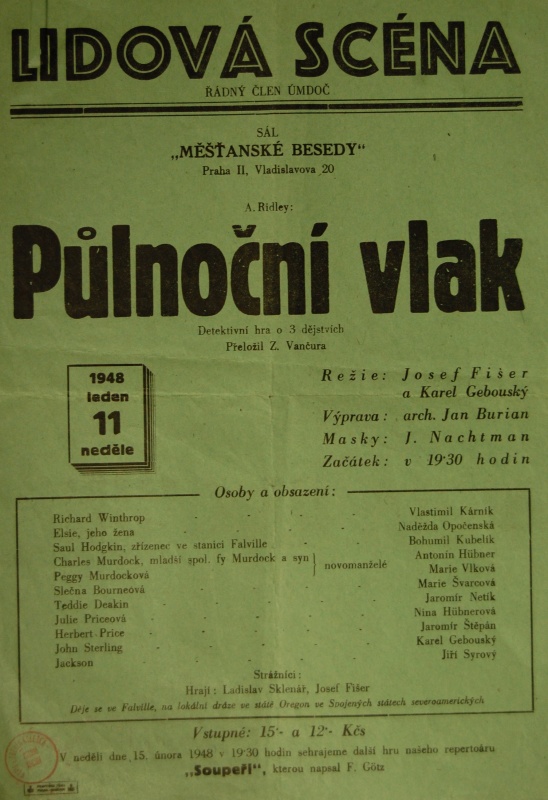 LIDOVÁ SCÉNA
ŘÁDNÝ ČLEN ÚMDOČ
SÁL
„MĚŠŤANSKÉ BESEDY“
Praha II, Vladislavova 20
A. Ridley:
Půlnoční vlak
Detektivní hra o 3 dějstvích
Přeložil Z. Vančura
1948
leden
11
neděle
Režie: Josef Fišer
a Karel Gebouský
Výprava: arch. Jan Burian
Masky: J. Nachtman
Začátek: v 19·30 hodin
Osoby a obsazení:
Richard Winthrop - - - Vlastimil Kárník
Elsie, jeho žena - - - Naděžda Opočenská
Saul Hodgkin, zřízenec ve stanici Falville - - Bohumil Kubelík
Charles Murdock, mladší spol. fy Murdock a syn } novomanželé Antonín Hübner
Peggy Murdocková Marie Vlková
Slečna Bourneová - - - Marie Švarcová
Teddie Deakin - - - Jaromír Netík
Julie Priceová - - - Nina Hübnerová
Herbert Price - - - Jaromír Štěpán
John Sterling - - - Karel Gebouský
Jackson - - - Jiří Syrový
Strážníci:
Hrají: Ladislav Sklenář, Josef Fišer
Děje se ve Falville, na lokální dráze ve státě Oregon ve Spojených státech severoamerických
Vstupné: 15·- a 12·- Kčs
V neděli dne 15. února 1948 v 19·30 hodin sehrajeme další hru našeho repertoáru
„Soupeři“, kterou napsal F. Götz